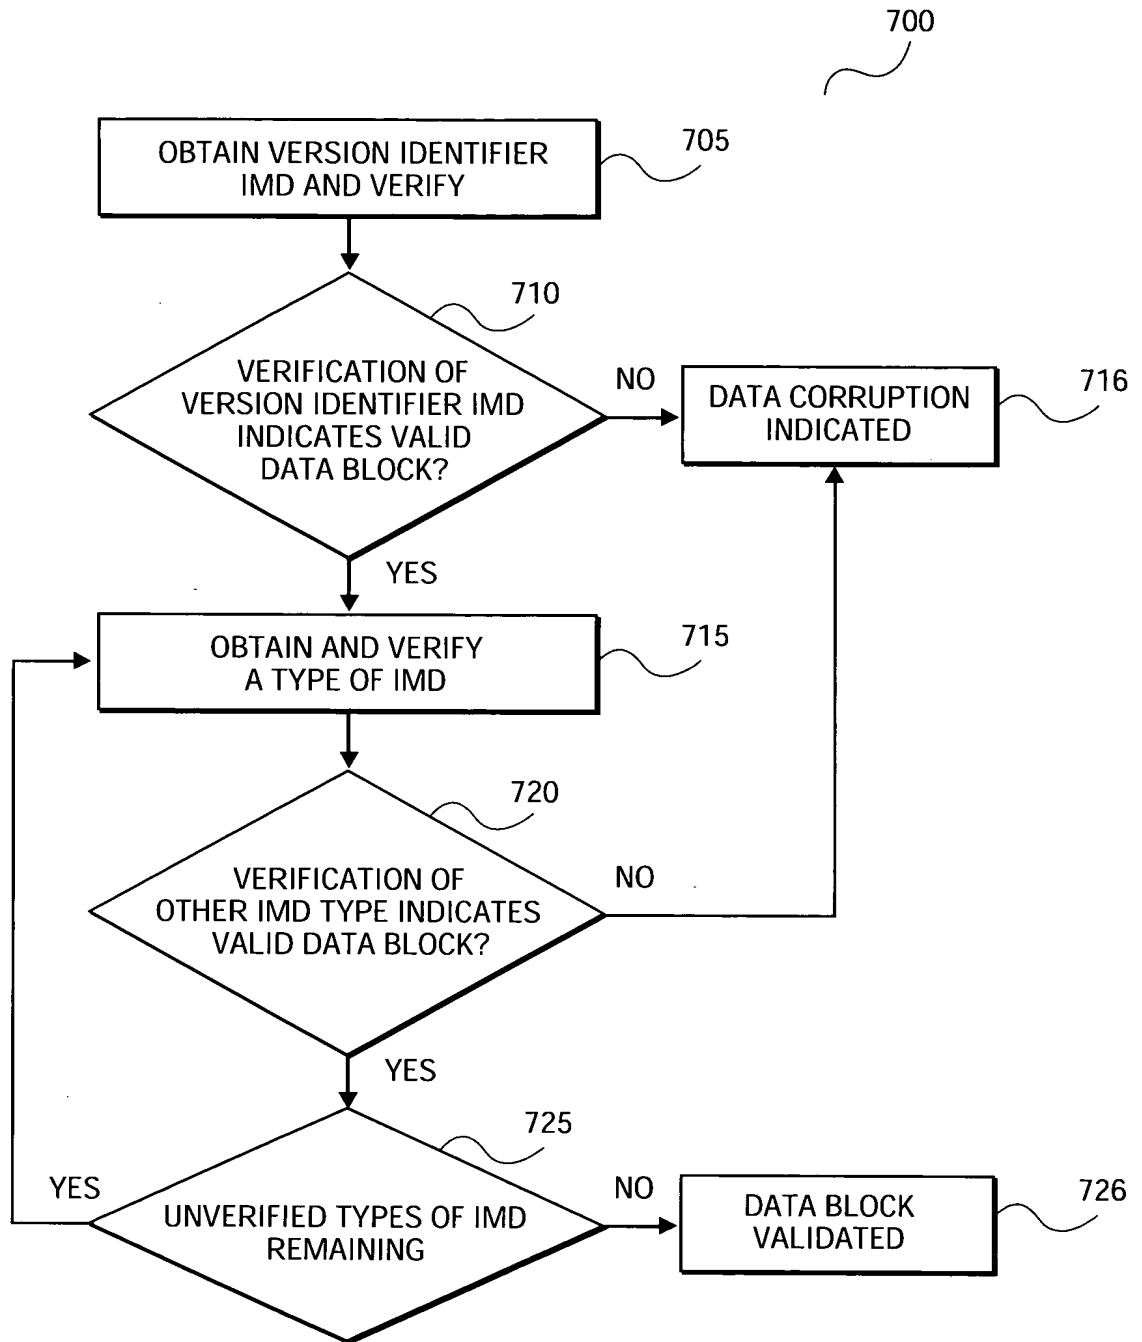 700
OBTAIN VERSION IDENTIFIER
IMD AND VERIFY
705
710
VERIFICATION OF
VERSION IDENTIFIER IMD
INDICATES VALID
DATA BLOCK?
NO
DATA CORRUPTION
INDICATED
716
YES
OBTAIN AND VERIFY
A TYPE OF IMD
715
720
VERIFICATION OF
OTHER IMD TYPE INDICATES
VALID DATA BLOCK?
NO
YES
725
YES
UNVERIFIED TYPES OF IMD
REMAINING
NO
DATA BLOCK
VALIDATED
726